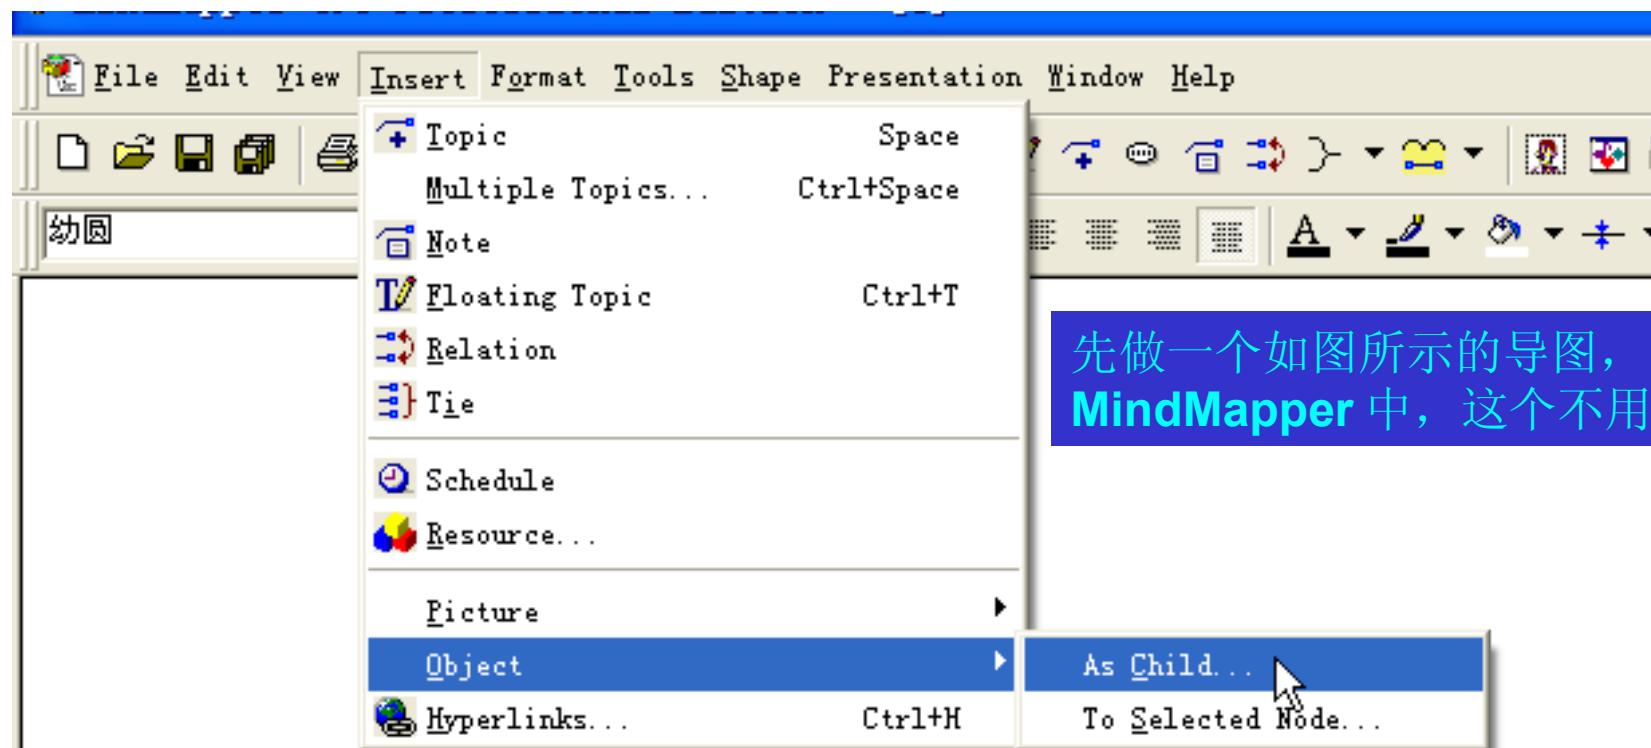 File Edit View Insert Format Tools Shape Presentation Window Help
Topic Space
Multiple Topics... Ctrl+Space
Note
Floating Topic Ctrl+T
Relation
Tie
Schedule
Resource...
Picture
Object
Hyperlinks... Ctrl+H
As Child...
To Selected Node...
幼圆
A
先做一个如图所示的导图，
MindMapper 中，这个不用